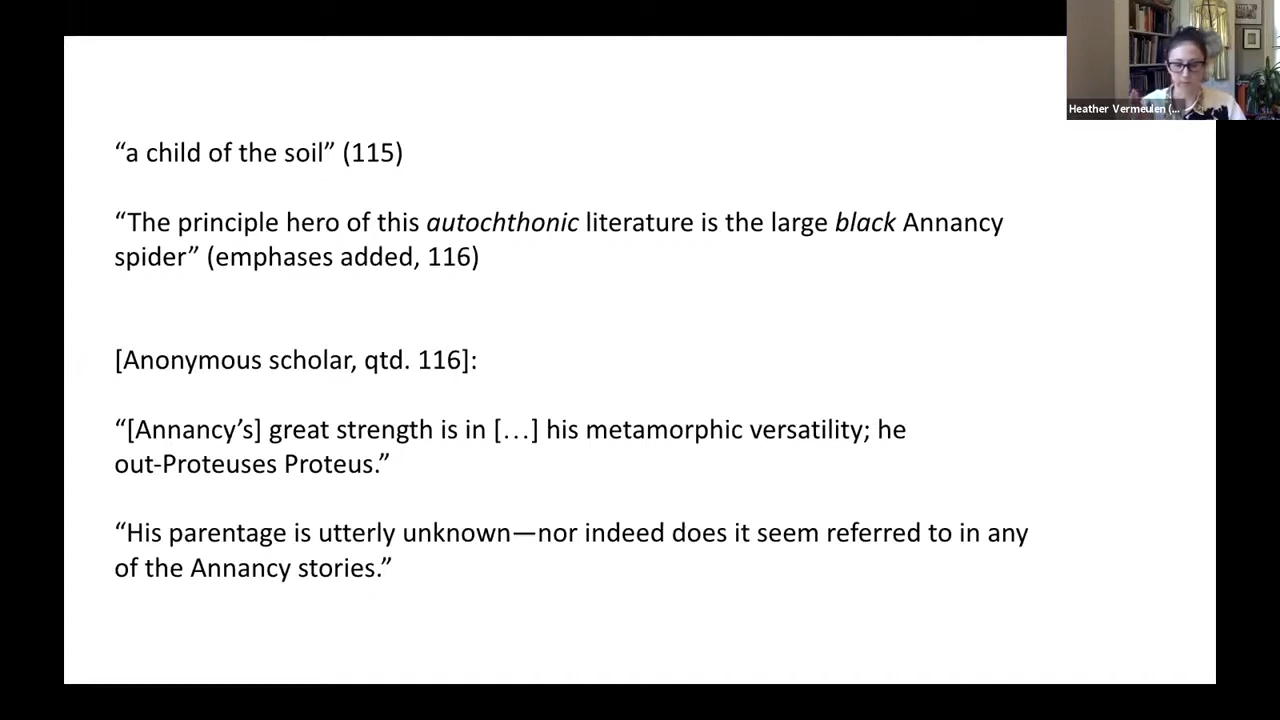 Heather Vermeulen (...
“a child of the soil” (115)
“The principle hero of this autochthonic literature is the large black Annancy
spider” (emphases added, 116)
[Anonymous scholar, qtd. 116]:
“[Annancy’s] great strength is in […] his metamorphic versatility; he
out-Proteuses Proteus.”
“His parentage is utterly unknown—nor indeed does it seem referred to in any
of the Annancy stories.”